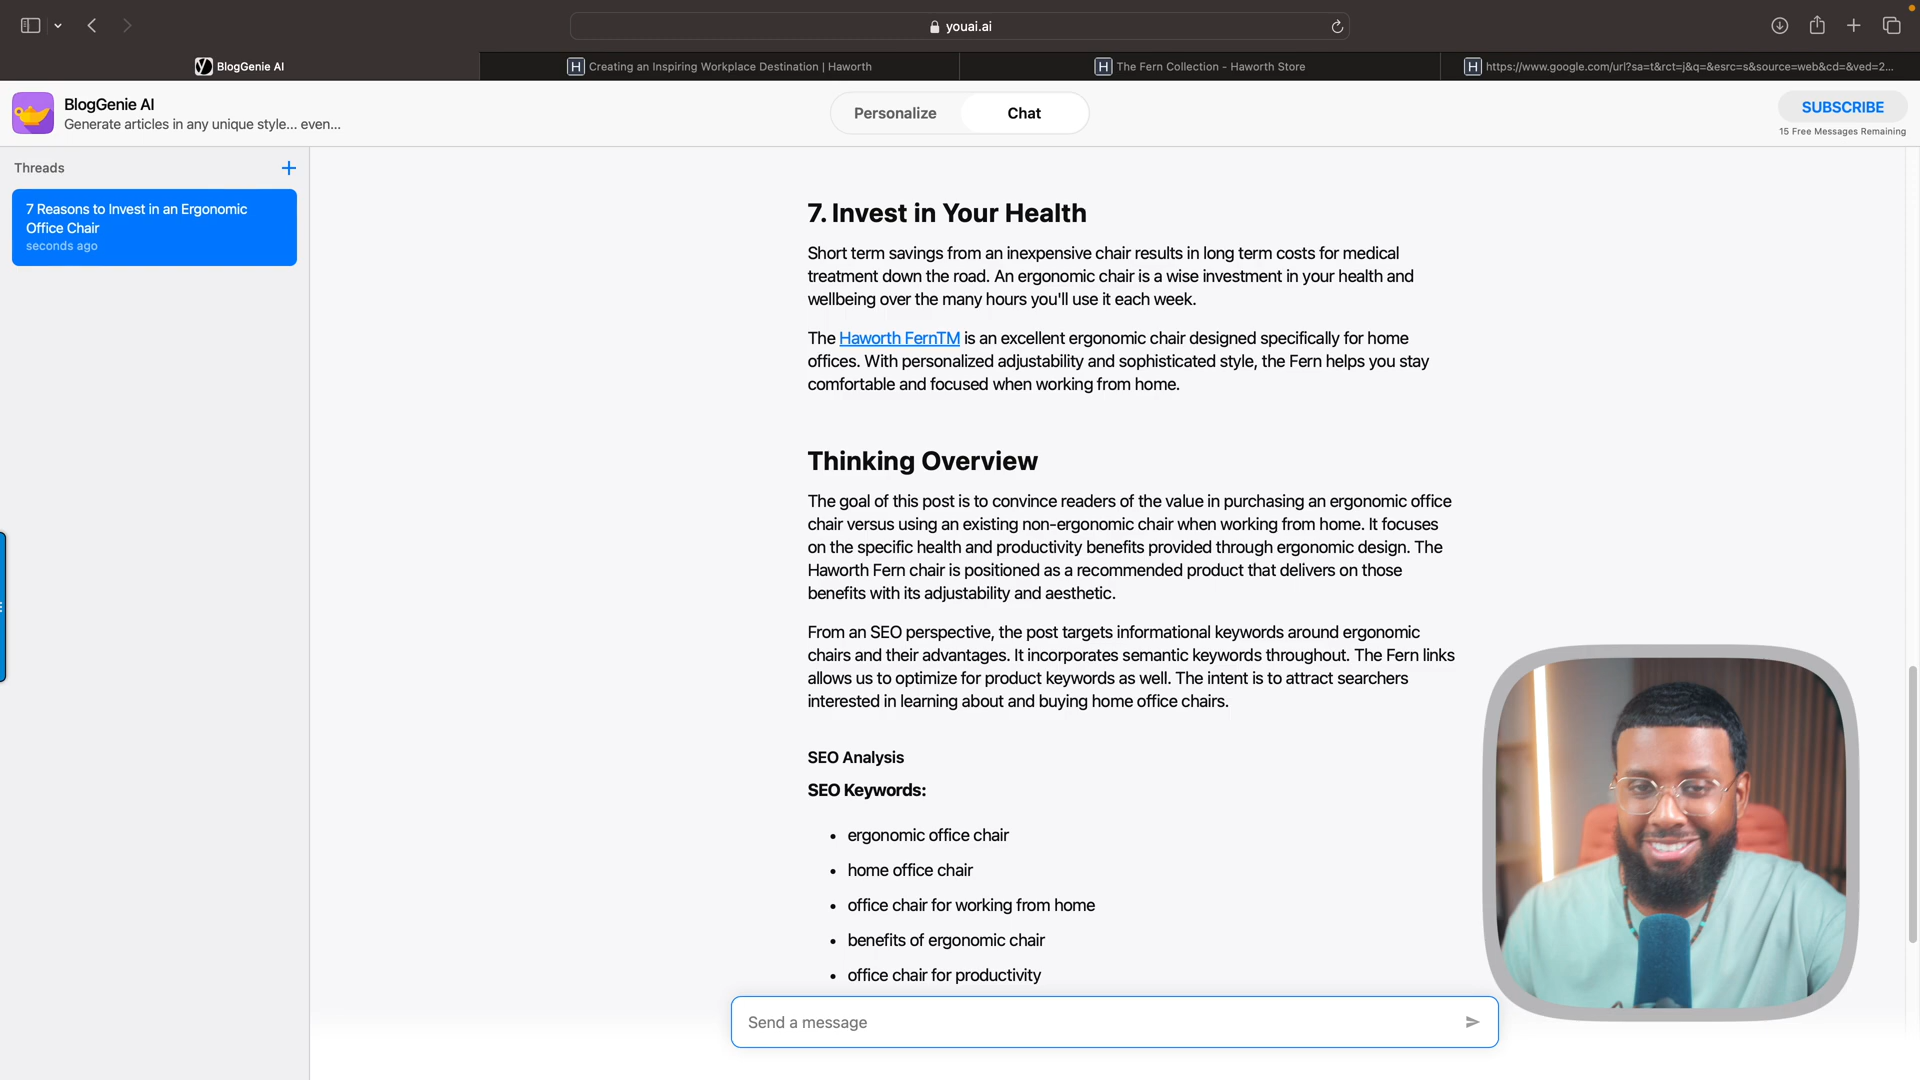 youai.ai
BlogGenie AI
Creating an Inspiring Workplace Destination | Haworth
The Fern Collection - Haworth Store
https://www.google.com/url?sa=t&rct=j&q=&esrc=s&source=web&cd=&ved=2...
BlogGenie AI
Generate articles in any unique style... even...
Personalize
Chat
SUBSCRIBE
15 Free Messages Remaining
Threads
7 Reasons to Invest in an Ergonomic
Office Chair
seconds ago
7. Invest in Your Health
Short term savings from an inexpensive chair results in long term costs for medical
treatment down the road. An ergonomic chair is a wise investment in your health and
wellbeing over the many hours you'll use it each week.
The Haworth FernTM is an excellent ergonomic chair designed specifically for home
offices. With personalized adjustability and sophisticated style, the Fern helps you stay
comfortable and focused when working from home.
Thinking Overview
The goal of this post is to convince readers of the value in purchasing an ergonomic office
chair versus using an existing non-ergonomic chair when working from home. It focuses
on the specific health and productivity benefits provided through ergonomic design. The
Haworth Fern chair is positioned as a recommended product that delivers on those
benefits with its adjustability and aesthetic.
From an SEO perspective, the post targets informational keywords around ergonomic
chairs and their advantages. It incorporates semantic keywords throughout. The Fern links
allows us to optimize for product keywords as well. The intent is to attract searchers
interested in learning about and buying home office chairs.
SEO Analysis
SEO Keywords:
• ergonomic office chair
• home office chair
• office chair for working from home
• benefits of ergonomic chair
• office chair for productivity
Send a message